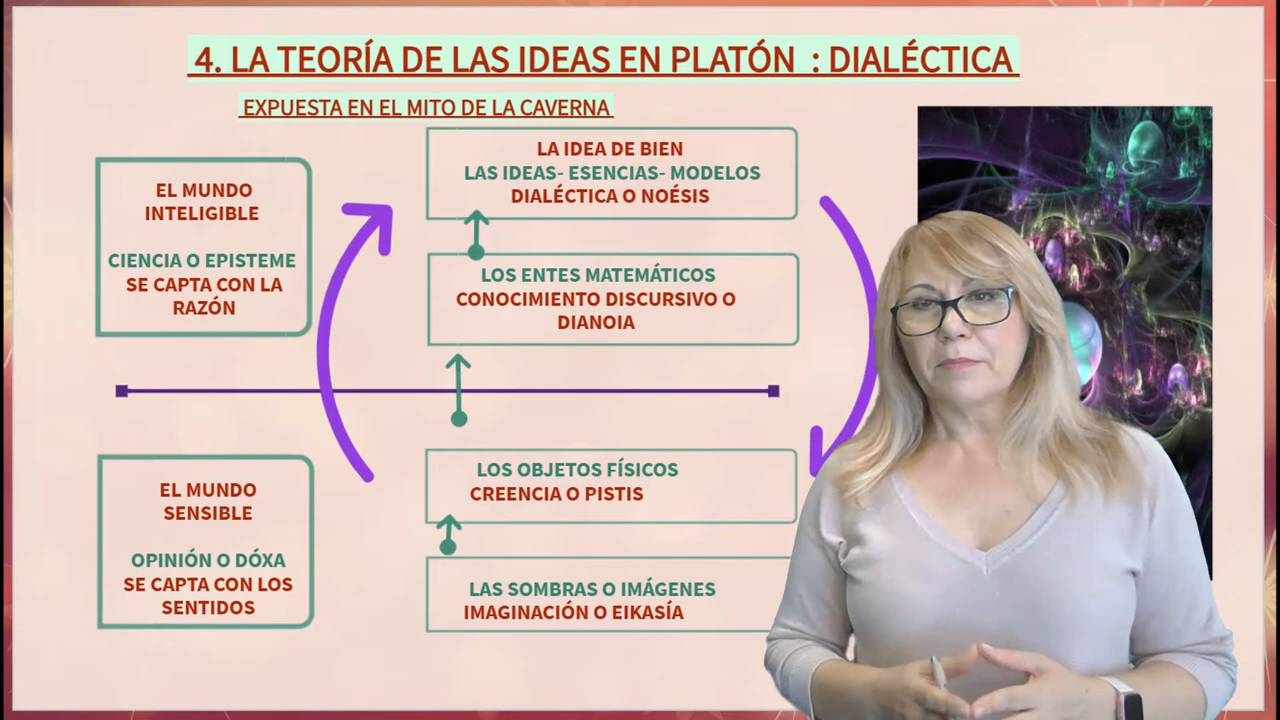 4. LA TEORÍA DE LAS IDEAS EN PLATÓN : DIALÉCTICA
EXPUESTA EN EL MITO DE LA CAVERNA
EL MUNDO
INTELIGIBLE
CIENCIA O EPISTEME
SE CAPTA CON LA
RAZÓN
LA IDEA DE BIEN
LAS IDEAS- ESENCIAS- MODELOS
DIALÉCTICA O NOÉSIS
LOS ENTES MATEMÁTICOS
CONOCIMIENTO DISCURSIVO O
DIANOIA
EL MUNDO
SENSIBLE
OPINIÓN O DÓXA
SE CAPTA CON LOS
SENTIDOS
LOS OBJETOS FÍSICOS
CREENCIA O PISTIS
LAS SOMBRAS O IMÁGENES
IMAGINACIÓN O EIKASÍA